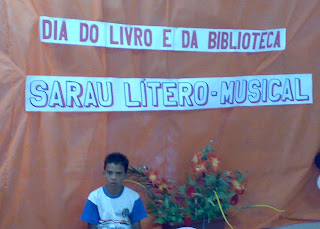 DIA DO LIVRO E DA BIBLIOTECA
SARAU LÍTERO-MUSICAL